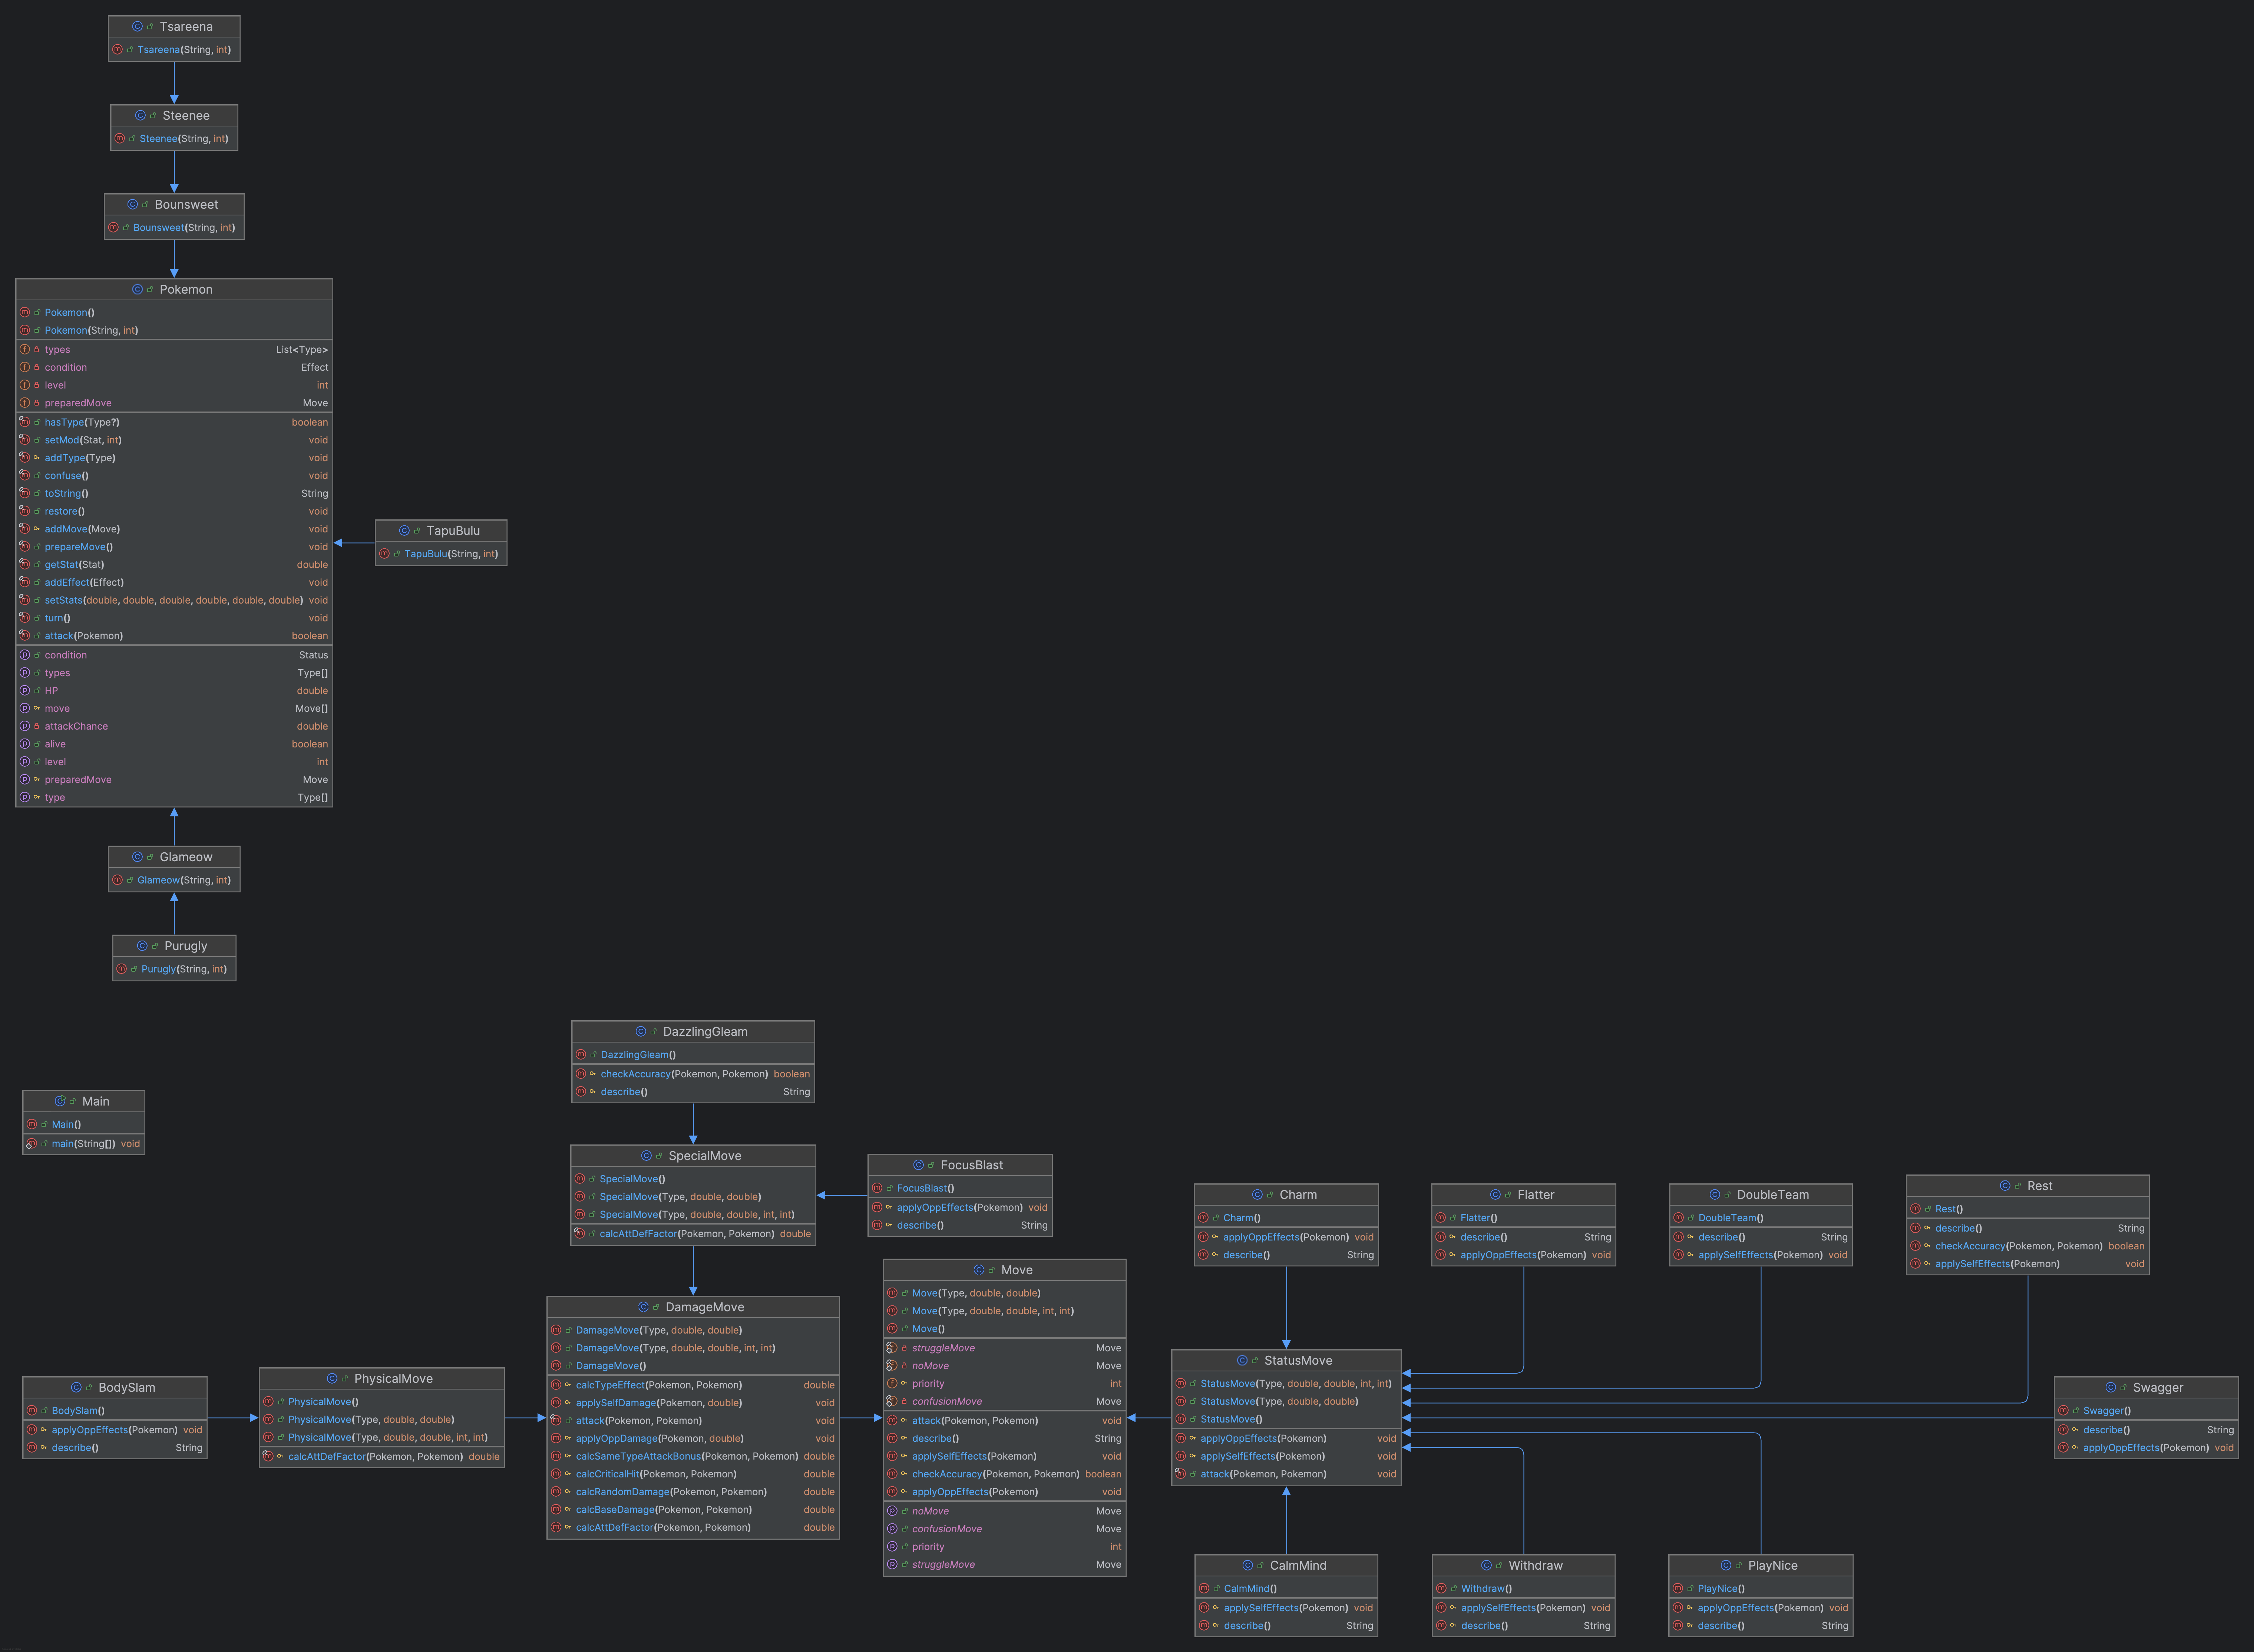 Tsareena
Tsareena(String, int)
Steenee
Steenee(String, int)
Bounsweet
Bounsweet(String, int)
Pokemon
Pokemon()
Pokemon(String, int)
types List<Type>
condition Effect
level int
preparedMove Move
hasType(Type?) boolean
setMod(Stat, int) void
addType(Type) void
confuse() void
toString() String
restore() void
addMove(Move) void
prepareMove() void
getStat(Stat) double
addEffect(Effect) void
setStats(double, double, double, double, double, double) void
turn() void
attack(Pokemon) boolean
condition Status
types Type[]
HP double
move Move[]
attackChance double
alive boolean
level int
preparedMove Move
type Type[]
TapuBulu
TapuBulu(String, int)
Glameow
Glameow(String, int)
Purugly
Purugly(String, int)
Main
Main()
main(String[]) void
DazzlingGleam
DazzlingGleam()
checkAccuracy(Pokemon, Pokemon) boolean
describe() String
SpecialMove
SpecialMove()
SpecialMove(Type, double, double)
SpecialMove(Type, double, double, int, int)
calcAttDefFactor(Pokemon, Pokemon) double
FocusBlast
FocusBlast()
applyOppEffects(Pokemon) void
describe() String
BodySlam
BodySlam()
applyOppEffects(Pokemon) void
describe() String
PhysicalMove
PhysicalMove()
PhysicalMove(Type, double, double)
PhysicalMove(Type, double, double, int, int)
calcAttDefFactor(Pokemon, Pokemon) double
DamageMove
DamageMove(Type, double, double)
DamageMove(Type, double, double, int, int)
DamageMove()
calcTypeEffect(Pokemon, Pokemon) double
applySelfDamage(Pokemon, double) void
attack(Pokemon, Pokemon) void
applyOppDamage(Pokemon, double) void
calcSameTypeAttackBonus(Pokemon, Pokemon) double
calcCriticalHit(Pokemon, Pokemon) double
calcRandomDamage(Pokemon, Pokemon) double
calcBaseDamage(Pokemon, Pokemon) double
calcAttDefFactor(Pokemon, Pokemon) double
Move
Move(Type, double, double)
Move(Type, double, double, int, int)
Move()
struggleMove Move
noMove Move
priority int
confusionMove Move
attack(Pokemon, Pokemon) void
describe() String
applySelfEffects(Pokemon) void
checkAccuracy(Pokemon, Pokemon) boolean
applyOppEffects(Pokemon) void
noMove Move
confusionMove Move
priority int
struggleMove Move
Charm
Charm()
applyOppEffects(Pokemon) void
describe() String
Flatter
Flatter()
describe() String
applyOppEffects(Pokemon) void
DoubleTeam
DoubleTeam()
describe() String
applySelfEffects(Pokemon) void
Rest
Rest()
describe() String
checkAccuracy(Pokemon, Pokemon) boolean
applySelfEffects(Pokemon) void
StatusMove
StatusMove(Type, double, double, int, int)
StatusMove(Type, double, double)
StatusMove()
applyOppEffects(Pokemon) void
applySelfEffects(Pokemon) void
attack(Pokemon, Pokemon) void
Swagger
Swagger()
describe() String
applyOppEffects(Pokemon) void
CalmMind
CalmMind()
applySelfEffects(Pokemon) void
describe() String
Withdraw
Withdraw()
applySelfEffects(Pokemon) void
describe() String
PlayNice
PlayNice()
applyOppEffects(Pokemon) void
describe() String